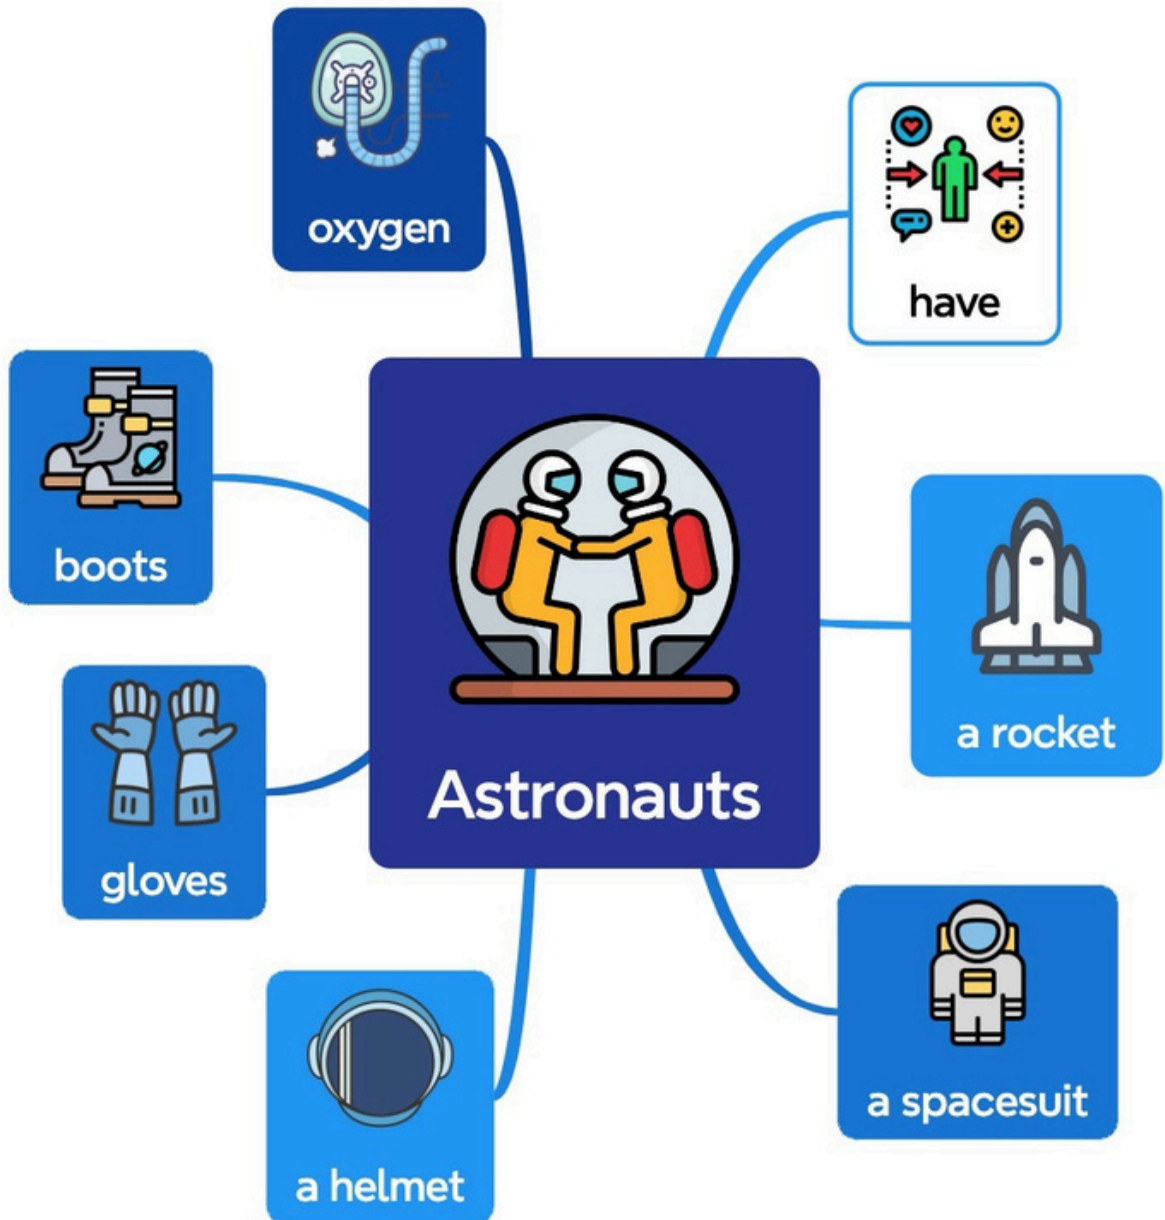 oxygen
have
boots
Astronauts
a rocket
gloves
a spacesuit
a helmet